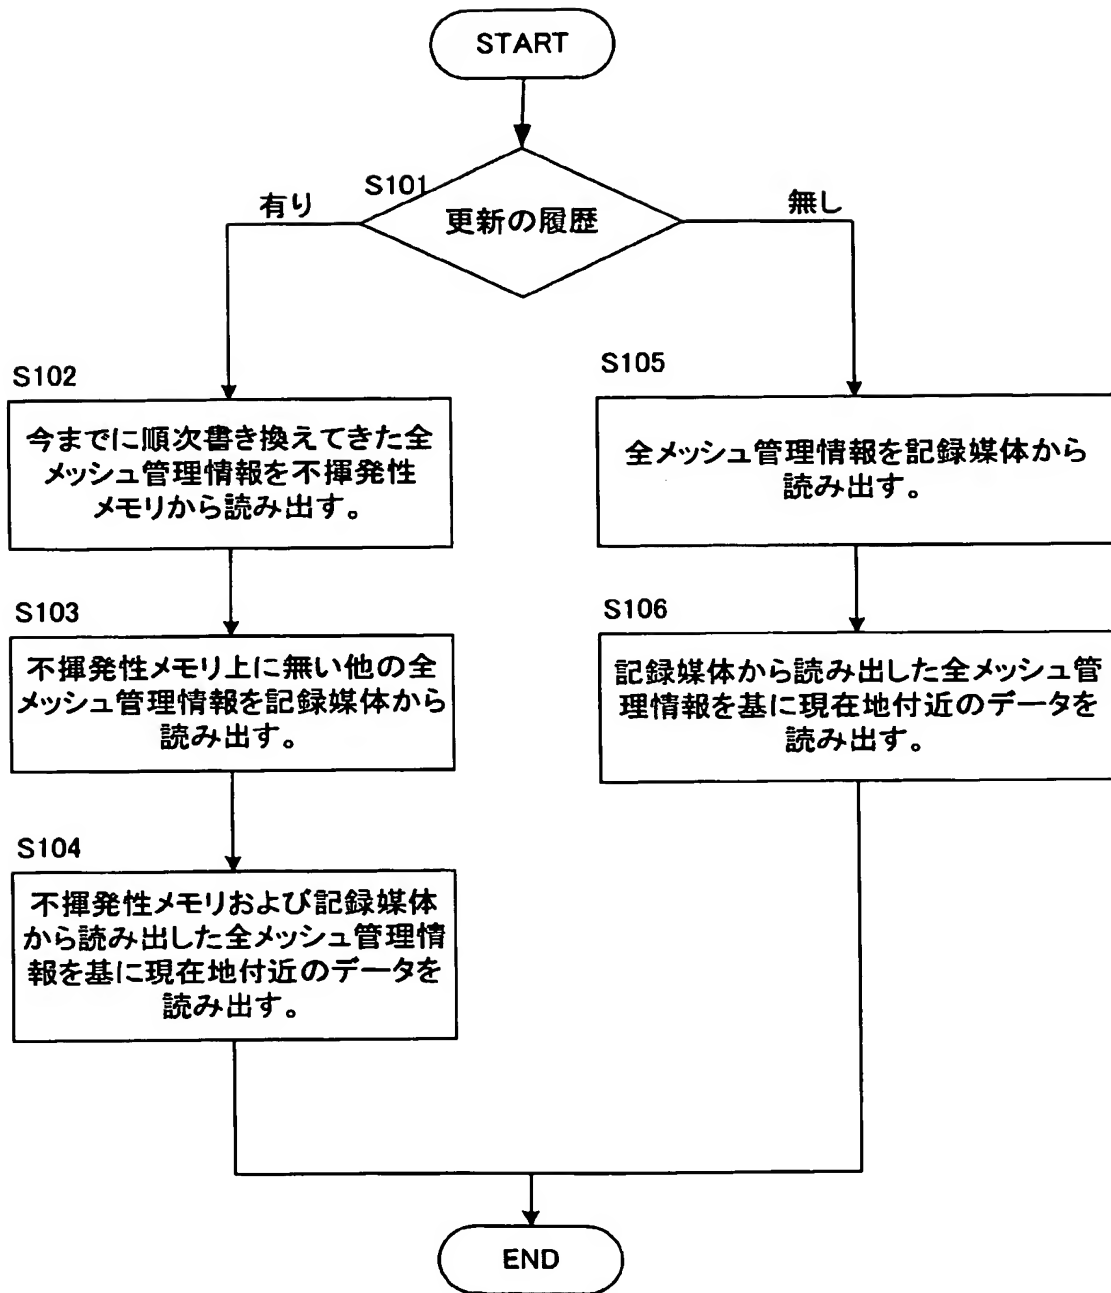 START
S101
有り
更新の履歴
無し
S102
今までに順次書き換えてきた全
メッシュ管理情報を不揮発性
メモリから読み出す。
S103
不揮発性メモリ上に無い他の全
メッシュ管理情報を記録媒体から
読み出す。
S104
不揮発性メモリおよび記録媒体
から読み出した全メッシュ管理情
報を基に現在地付近のデータを
読み出す。
S105
全メッシュ管理情報を記録媒体から
読み出す。
S106
記録媒体から読み出した全メッシュ管
理情報を基に現在地付近のデータを
読み出す。
END